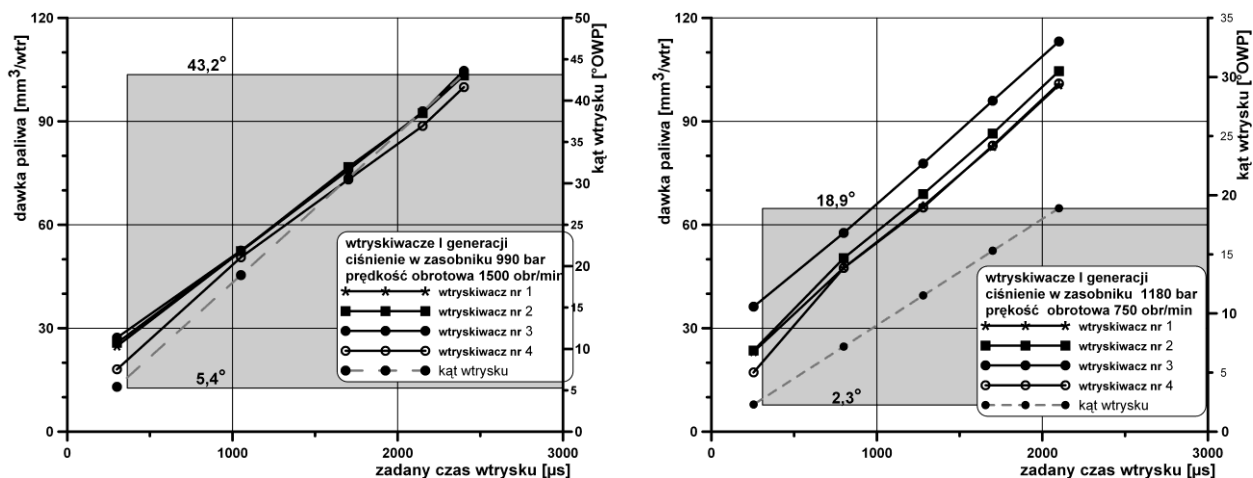 120
90
60
30
0
dawka paliwa [mm³/wtr]
50
45
40
35
30
25
20
15
10
5
0
kąt wtrysku [°OWP]
43,2°
5,4°
wtryskiwacze I generacji
ciśnienie w zasobniku 990 bar
prędkość obrotowa 1500 obr/min
wtryskiwacz nr 1
wtryskiwacz nr 2
wtryskiwacz nr 3
wtryskiwacz nr 4
kąt wtrysku
0 1000 2000 3000
zadany czas wtrysku [µs]
120
90
60
30
0
dawka paliwa [mm³/wtr]
35
30
25
20
15
10
5
0
kąt wtrysku [°OWP]
18,9°
2,3°
wtryskiwacze I generacji
ciśnienie w zasobniku 1180 bar
prękość obrotowa 750 obr/min
wtryskiwacz nr 1
wtryskiwacz nr 2
wtryskiwacz nr 3
wtryskiwacz nr 4
kąt wtrysku
0 1000 2000 3000
zadany czas wtrysku [µs]